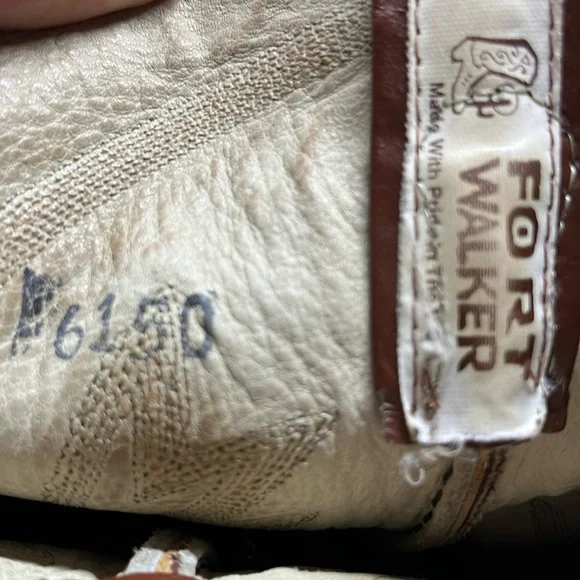 FORT
WALKER
Made With Pride In The
6150